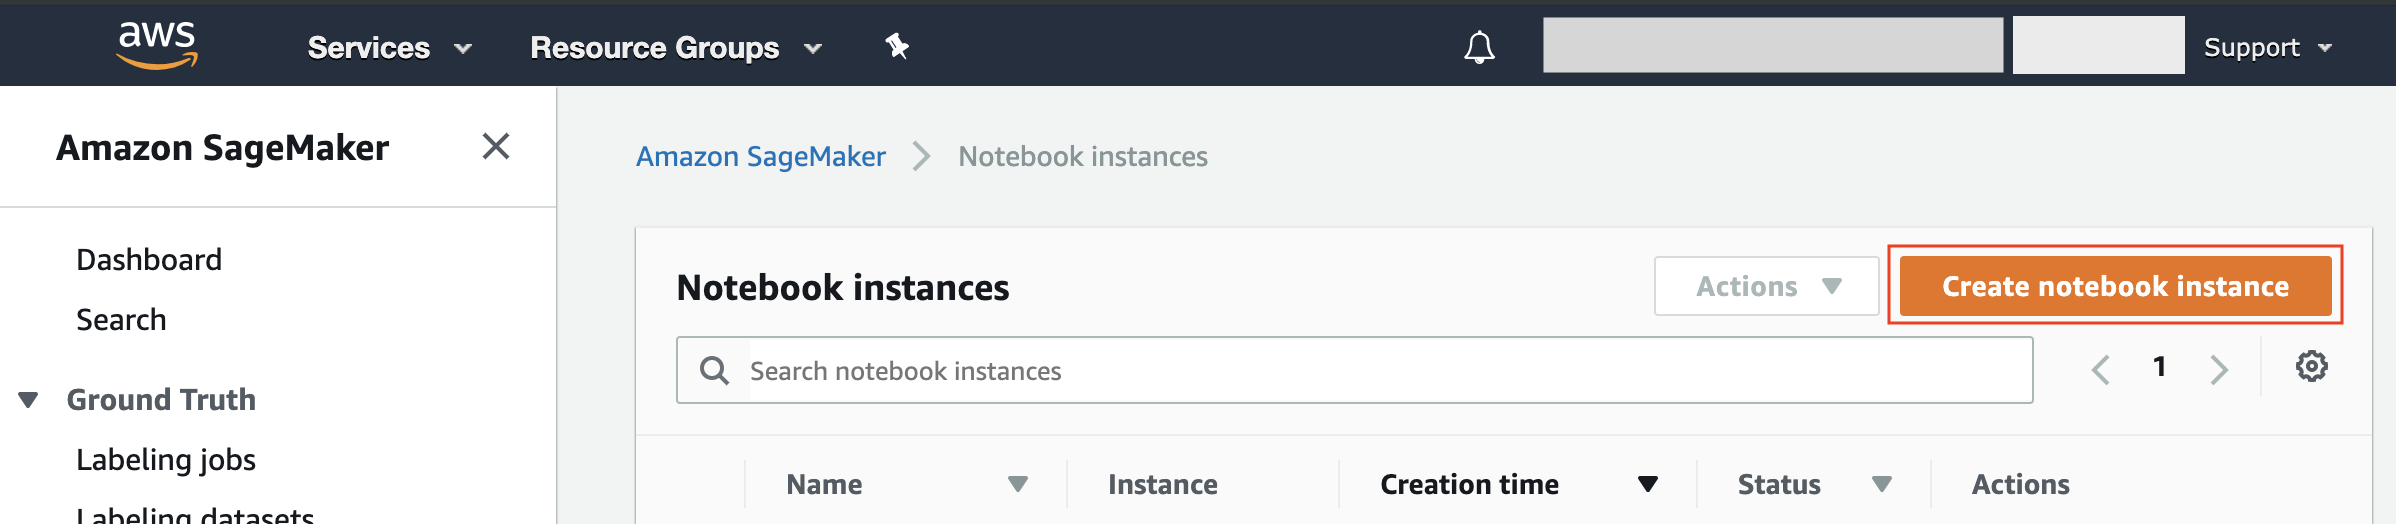 aws Services Resource Groups Support
Amazon SageMaker
Dashboard
Search
Ground Truth
Labeling jobs
Labeling datasets
Amazon SageMaker > Notebook instances
Notebook instances Actions Create notebook instance
Search notebook instances 1
Name Instance Creation time Status Actions